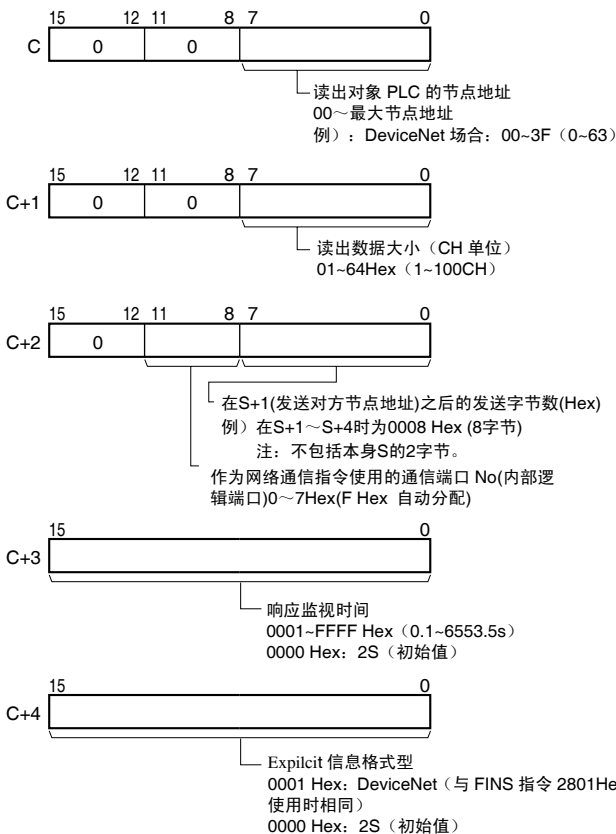 15 12 11 8 7 0
C 0 0
读出对象 PLC 的节点地址
00～最大节点地址
例）：DeviceNet 场合：00~3F（0~63）
15 12 11 8 7 0
C+1 0 0
读出数据大小（CH 单位）
01~64Hex（1~100CH）
15 12 11 8 7 0
C+2 0
在S+1(发送对方节点地址)之后的发送字节数(Hex)
例）在S+1～S+4时为0008 Hex (8字节)
注：不包括本身S的2字节。
作为网络通信指令使用的通信端口 No(内部逻
辑端口)0～7Hex(F Hex 自动分配)
15 0
C+3
响应监视时间
0001~FFFF Hex（0.1~6553.5s）
0000 Hex：2S（初始值）
15 0
C+4
Expilcit 信息格式型
0001 Hex：DeviceNet（与 FINS 指令 2801He
使用时相同）
0000 Hex：2S（初始值）